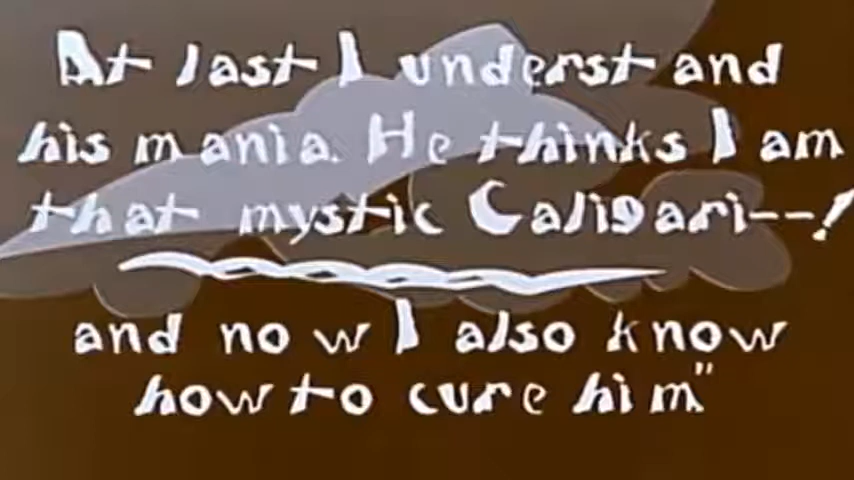 At last I understand
his mania. He thinks I am
that mystic Caligari--!
and now I also know
how to cure him"